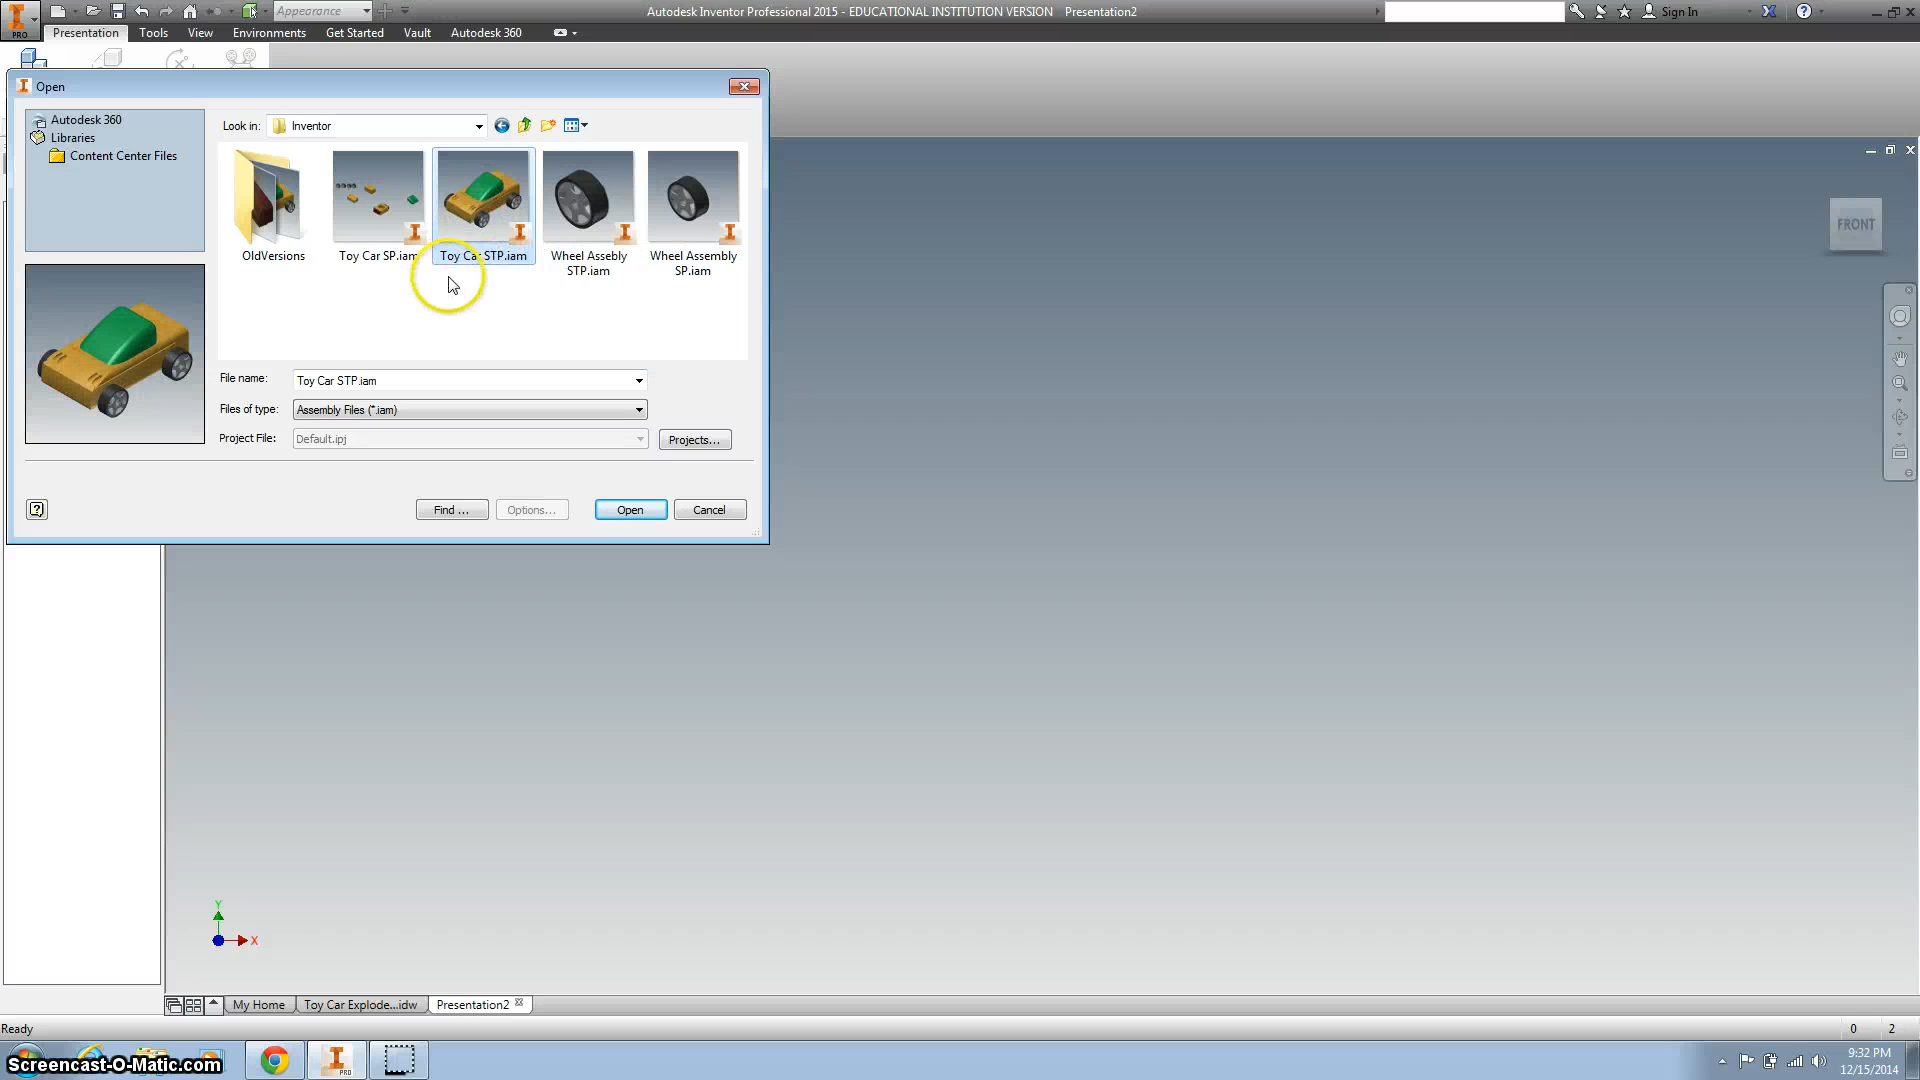 Appearance
Autodesk Inventor Professional 2015 - EDUCATIONAL INSTITUTION VERSION Presentation2
Sign In
PRO
Presentation Tools View Environments Get Started Vault Autodesk 360
Open
Autodesk 360
Libraries
Content Center Files
Look in: Inventor
OldVersions
Toy Car SP.iam
Toy Car STP.iam
Wheel Assebly
STP.iam
Wheel Assembly
SP.iam
File name: Toy Car STP.iam
Files of type: Assembly Files (*.iam)
Project File: Default.ipj
Projects...
Find ...
Options...
Open
Cancel
FRONT
Y
X
My Home
Toy Car Explode...idw
Presentation2
Ready
0 2
Screencast-O-Matic.com
PRO
9:32 PM
12/15/2014